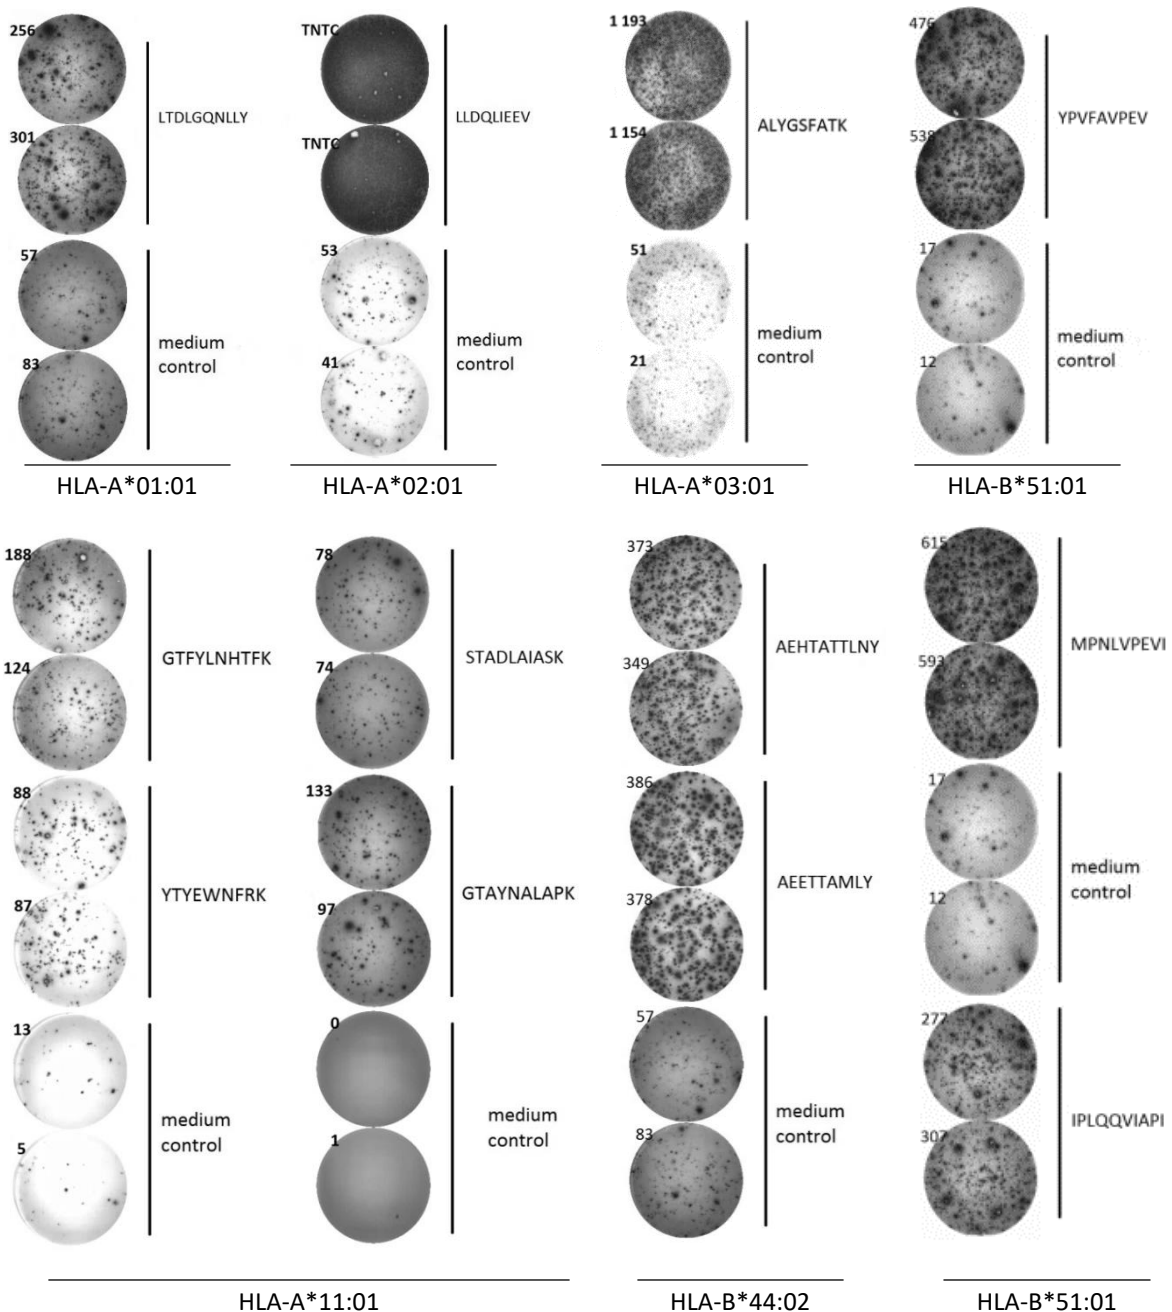 256
301
LTDLGQNLLY
57
83
medium
control
HLA-A*01:01
TNTC
TNTC
LLDQLIEEV
53
41
medium
control
HLA-A*02:01
1 193
1 154
ALYGSFATK
51
21
medium
control
HLA-A*03:01
476
538
YPVFAVPEV
17
12
medium
control
HLA-B*51:01
188
124
GTFYLNHTFK
88
87
YTYEWNFRK
13
5
medium
control
78
74
STADLAIASK
133
97
GTAYNALAPK
0
1
medium
control
HLA-A*11:01
373
349
AEHTATTLNY
386
378
AEETTAMLY
57
83
medium
control
HLA-B*44:02
615
593
MPNLVPEVI
17
12
medium
control
277
307
IPLQQVIAPI
HLA-B*51:01